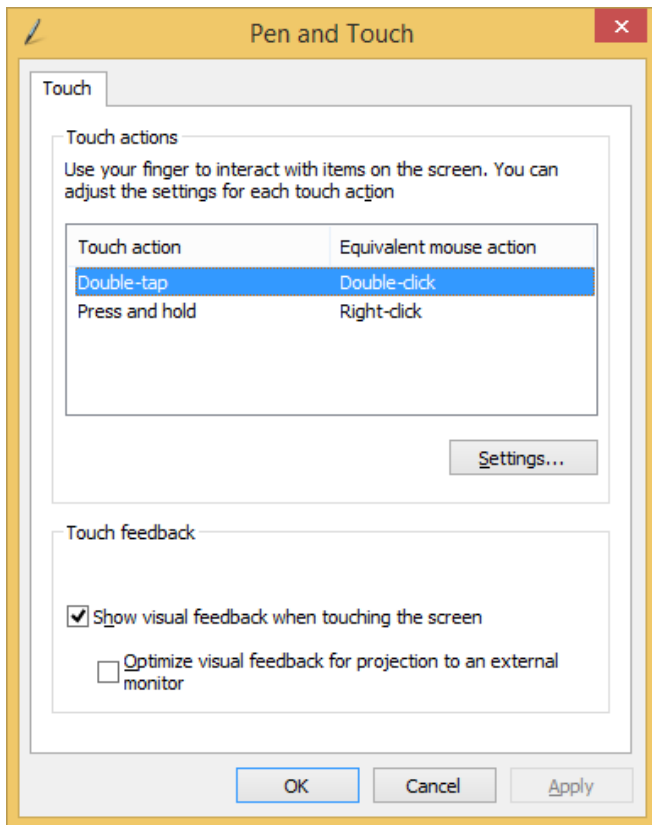 Pen and Touch
Touch
Touch actions
Use your finger to interact with items on the screen. You can
adjust the settings for each touch action
Touch action Equivalent mouse action
Double-tap Double-click
Press and hold Right-click
Settings...
Touch feedback
Show visual feedback when touching the screen
Optimize visual feedback for projection to an external
monitor
OK Cancel Apply